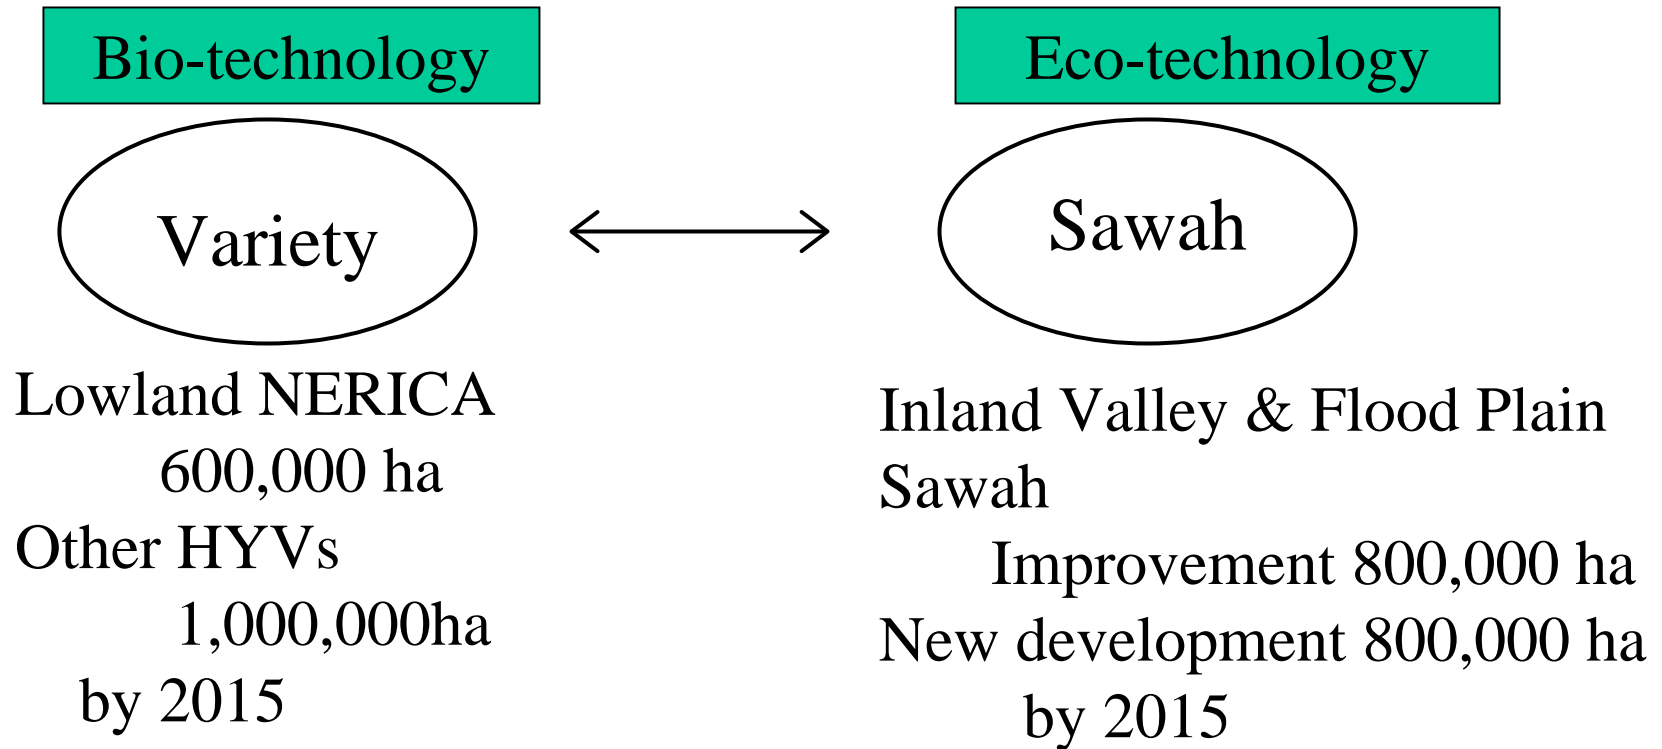 Bio-technology
Variety
Lowland NERICA
600,000 ha
Other HYVs
1,000,000ha
by 2015
Eco-technology
Sawah
Inland Valley & Flood Plain
Sawah
Improvement 800,000 ha
New development 800,000 ha
by 2015